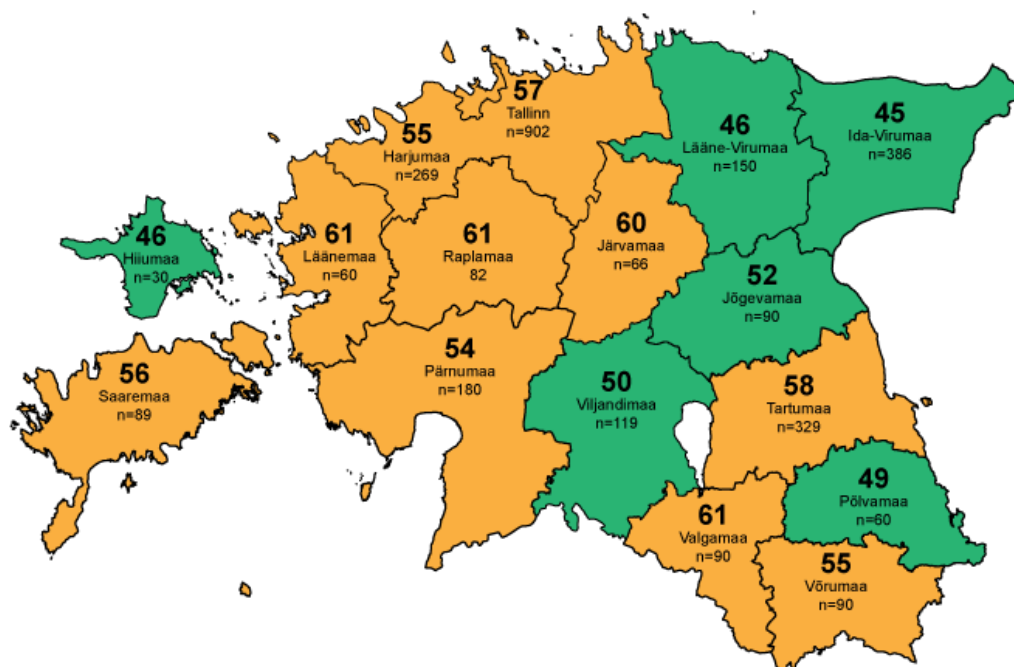 57
Tallinn
n=902
55
Harjumaa
n=269
46
Lääne-Virumaa
n=150
45
Ida-Virumaa
n=386
46
Hiiumaa
n=30
61
Läänemaa
n=60
61
Raplamaa
82
60
Järvamaa
n=66
52
Jõgevamaa
n=90
56
Saaremaa
n=89
54
Pärnumaa
n=180
50
Viljandimaa
n=119
58
Tartumaa
n=329
49
Põlvamaa
n=60
61
Valgamaa
n=90
55
Võrumaa
n=90